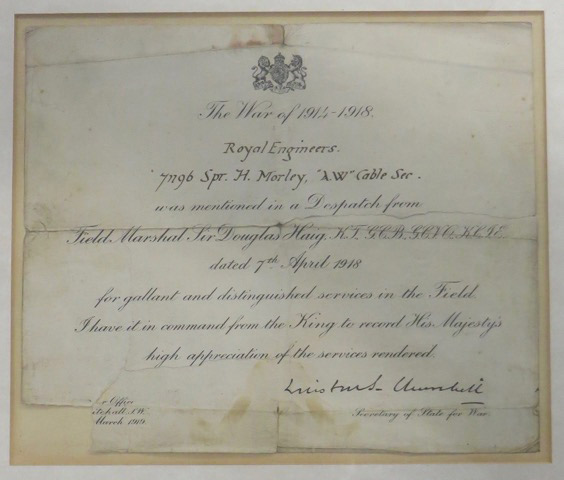 The War of 1914-1918.
Royal Engineers.
7796 Spr. H. Morley, "A.W" Cable Sec.
was mentioned in a Despatch from
Field Marshal Sir Douglas Haig, K.T. G.C.B. G.C.V.O. K.C.I.E.
dated 7th April 1918
for gallant and distinguished services in the Field.
I have it in command from the King to record His Majesty's
high appreciation of the services rendered.
Winston S. Churchill
Office
Secretary of State for War.
March 1919.